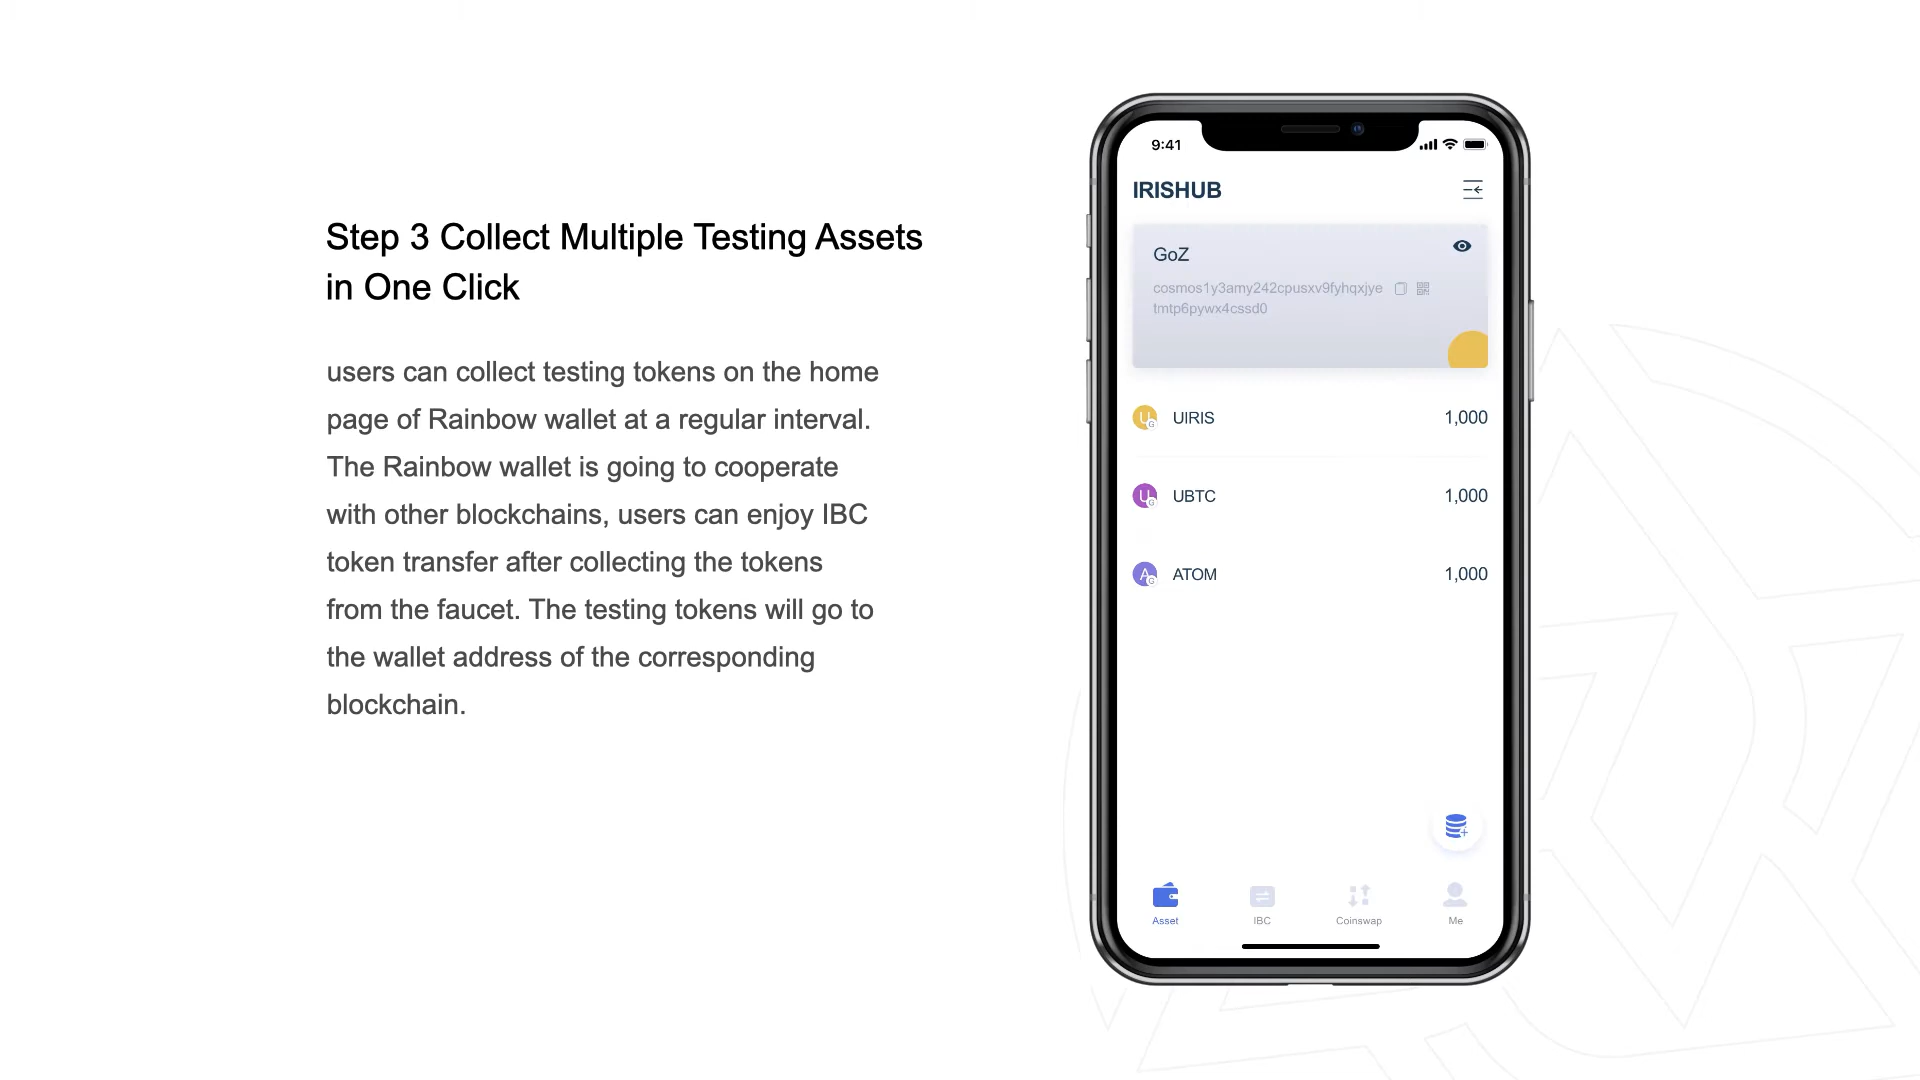 Step 3 Collect Multiple Testing Assets
in One Click
users can collect testing tokens on the home
page of Rainbow wallet at a regular interval.
The Rainbow wallet is going to cooperate
with other blockchains, users can enjoy IBC
token transfer after collecting the tokens
from the faucet. The testing tokens will go to
the wallet address of the corresponding
blockchain.
9:41
IRISHUB
GoZ
cosmos1y3amy242cpusxv9fyhqxjye
tmtp6pywx4cssd0
U G UIRIS 1,000
U G UBTC 1,000
A G ATOM 1,000
Asset IBC Coinswap Me